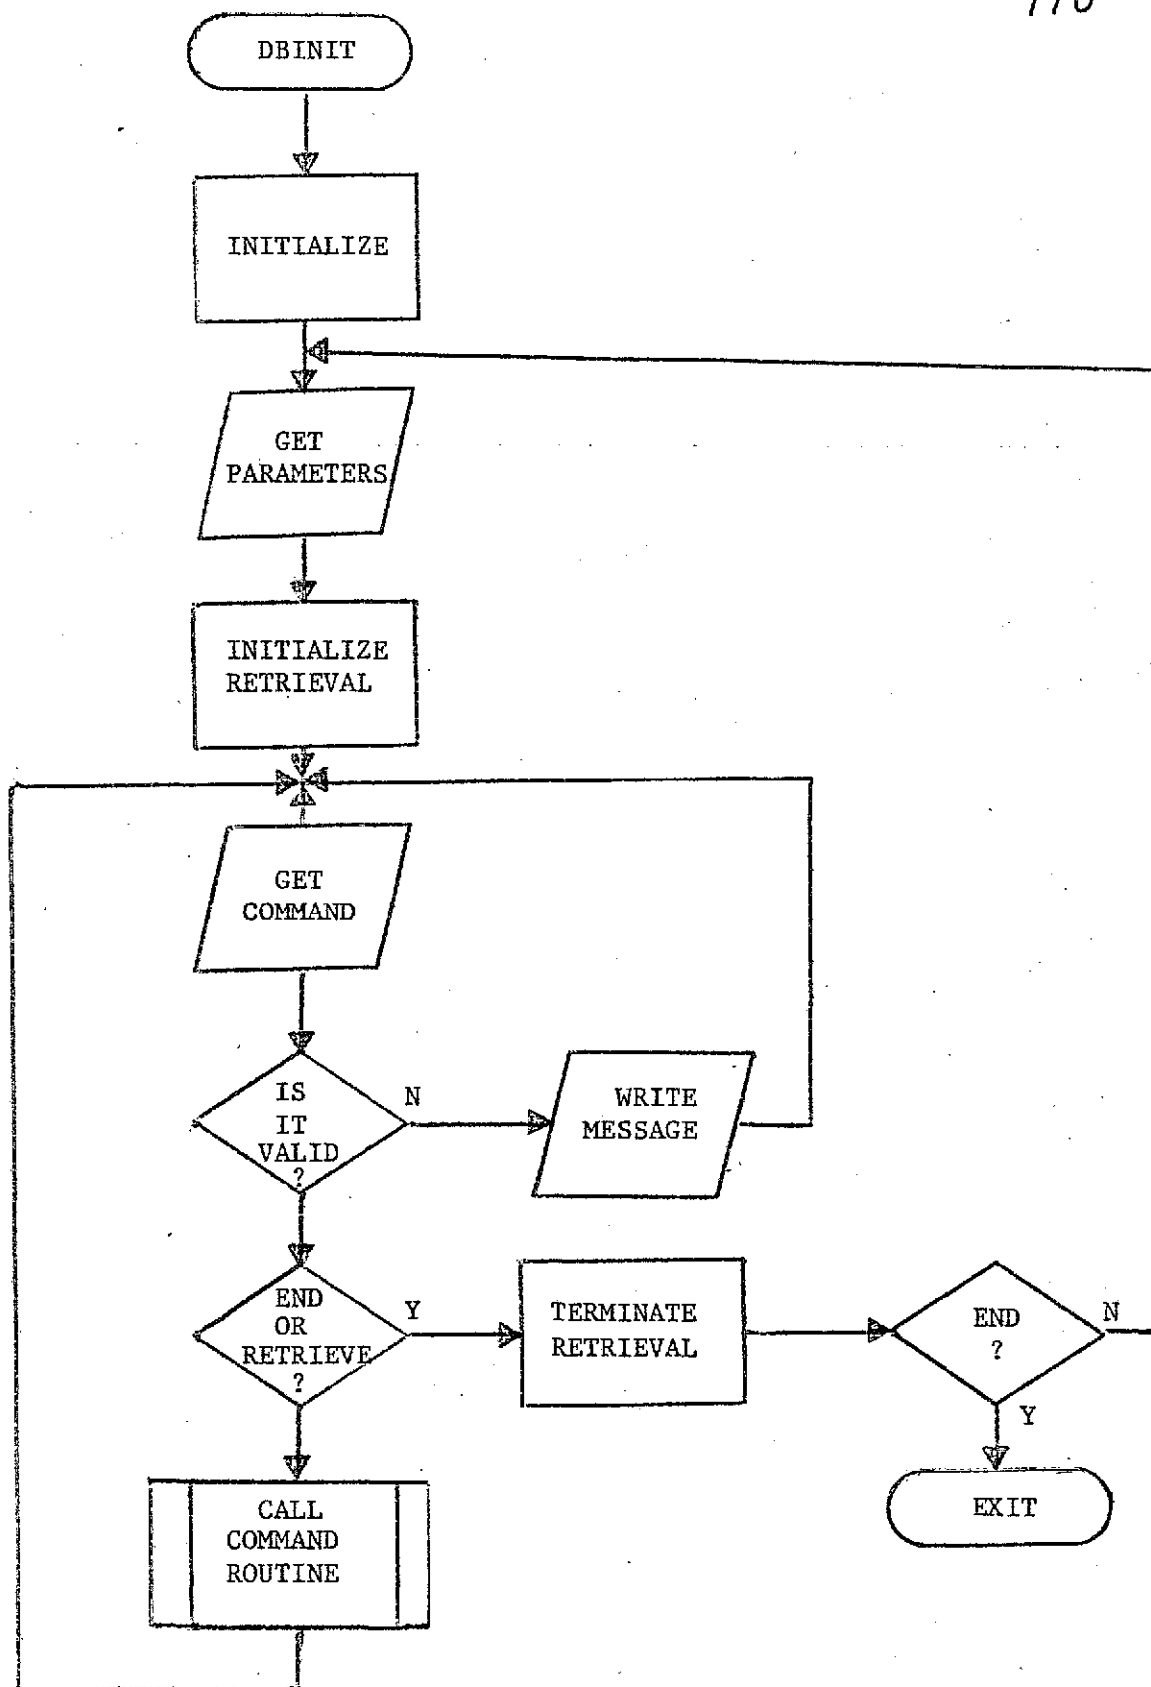 DBINIT
INITIALIZE
GET
PARAMETERS
INITIALIZE
RETRIEVAL
GET
COMMAND
IS
IT
VALID
?
N
WRITE
MESSAGE
END
OR
RETRIEVE
?
Y
TERMINATE
RETRIEVAL
END
?
N
Y
EXIT
CALL
COMMAND
ROUTINE